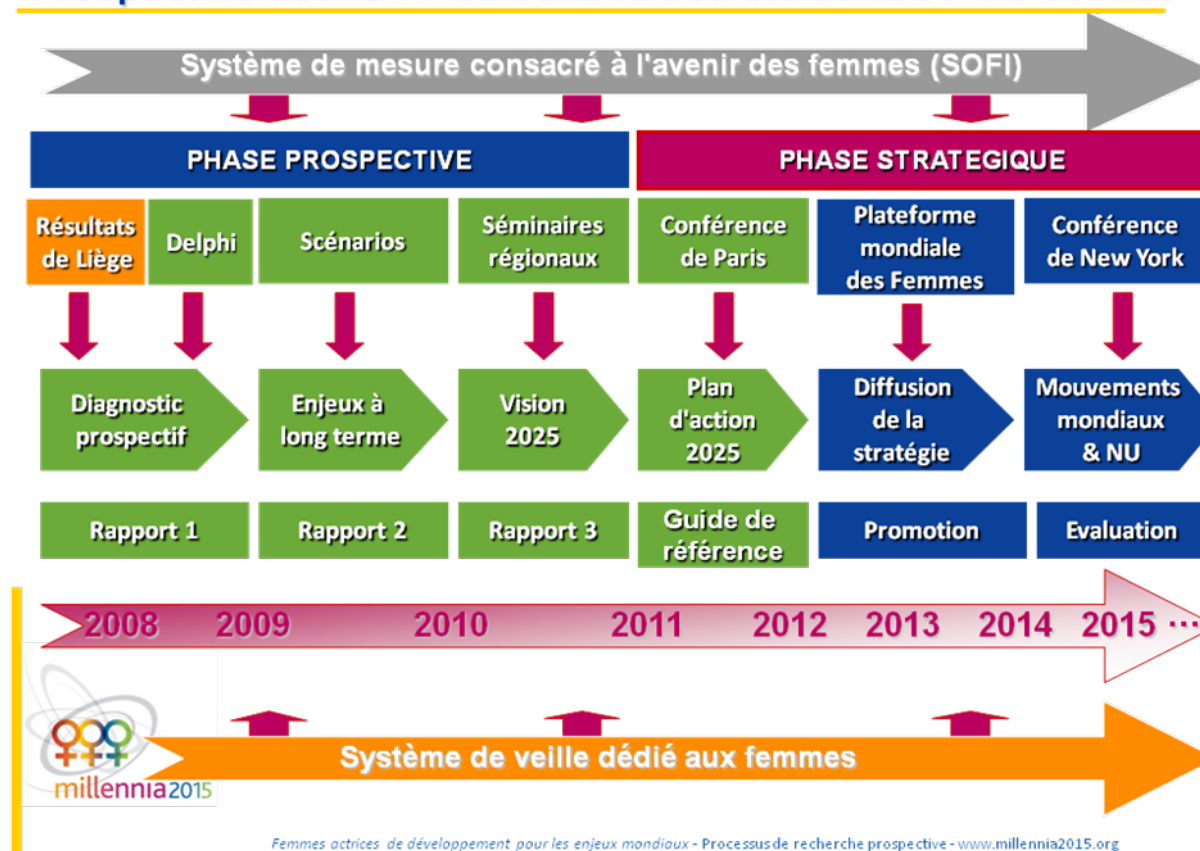 Système de mesure consacré à l'avenir des femmes (SOFI)
PHASE PROSPECTIVE
PHASE STRATEGIQUE
Résultats
de Liège
Delphi
Scénarios
Séminaires
régionaux
Conférence
de Paris
Plateforme
mondiale
des Femmes
Conférence
de New York
Diagnostic
prospectif
Enjeux à
long terme
Vision
2025
Plan
d'action
2025
Diffusion
de la
stratégie
Mouvements
mondiaux
& NU
Rapport 1
Rapport 2
Rapport 3
Guide de
référence
Promotion
Evaluation
2008 2009 2010 2011 2012 2013 2014 2015 ...
Système de veille dédié aux femmes
millennia2015
Femmes actrices de développement pour les enjeux mondiaux - Processus de recherche prospective - www.millennia2015.org